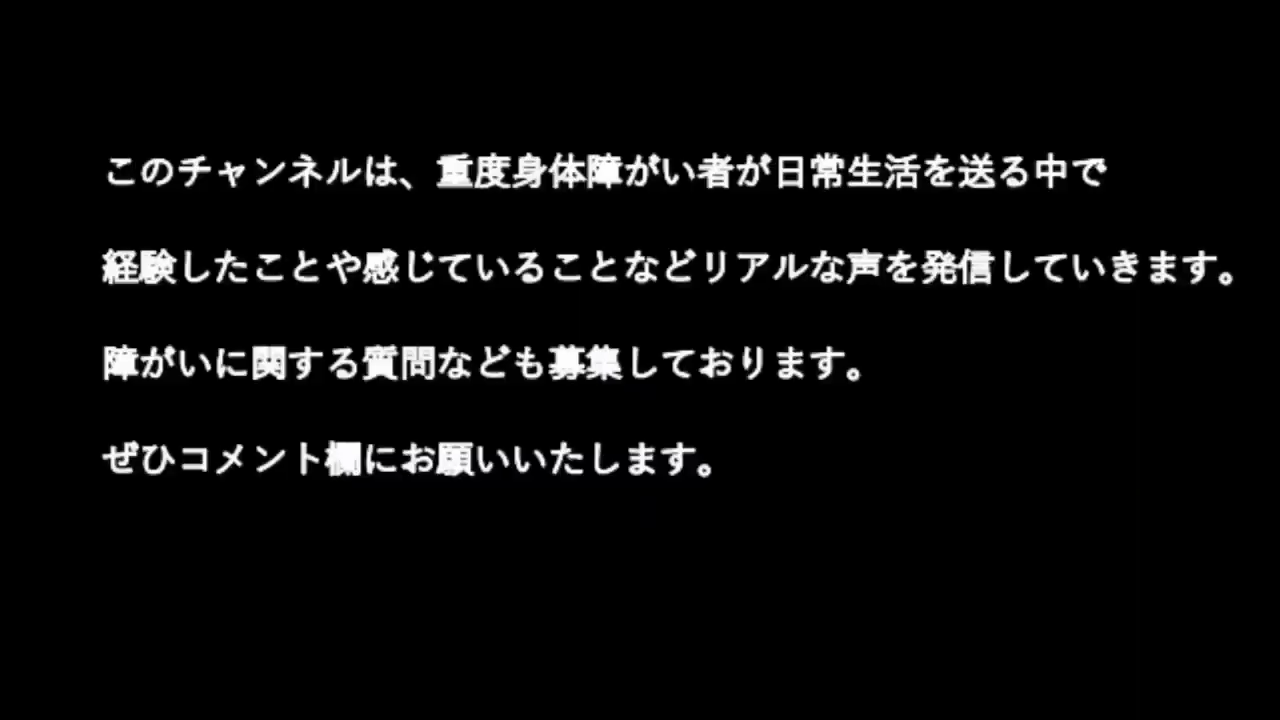 このチャンネルは、重度身体障がい者が日常生活を送る中で
経験したことや感じていることなどリアルな声を発信していきます。
障がいに関する質問なども募集しております。
ぜひコメント欄にお願いいたします。